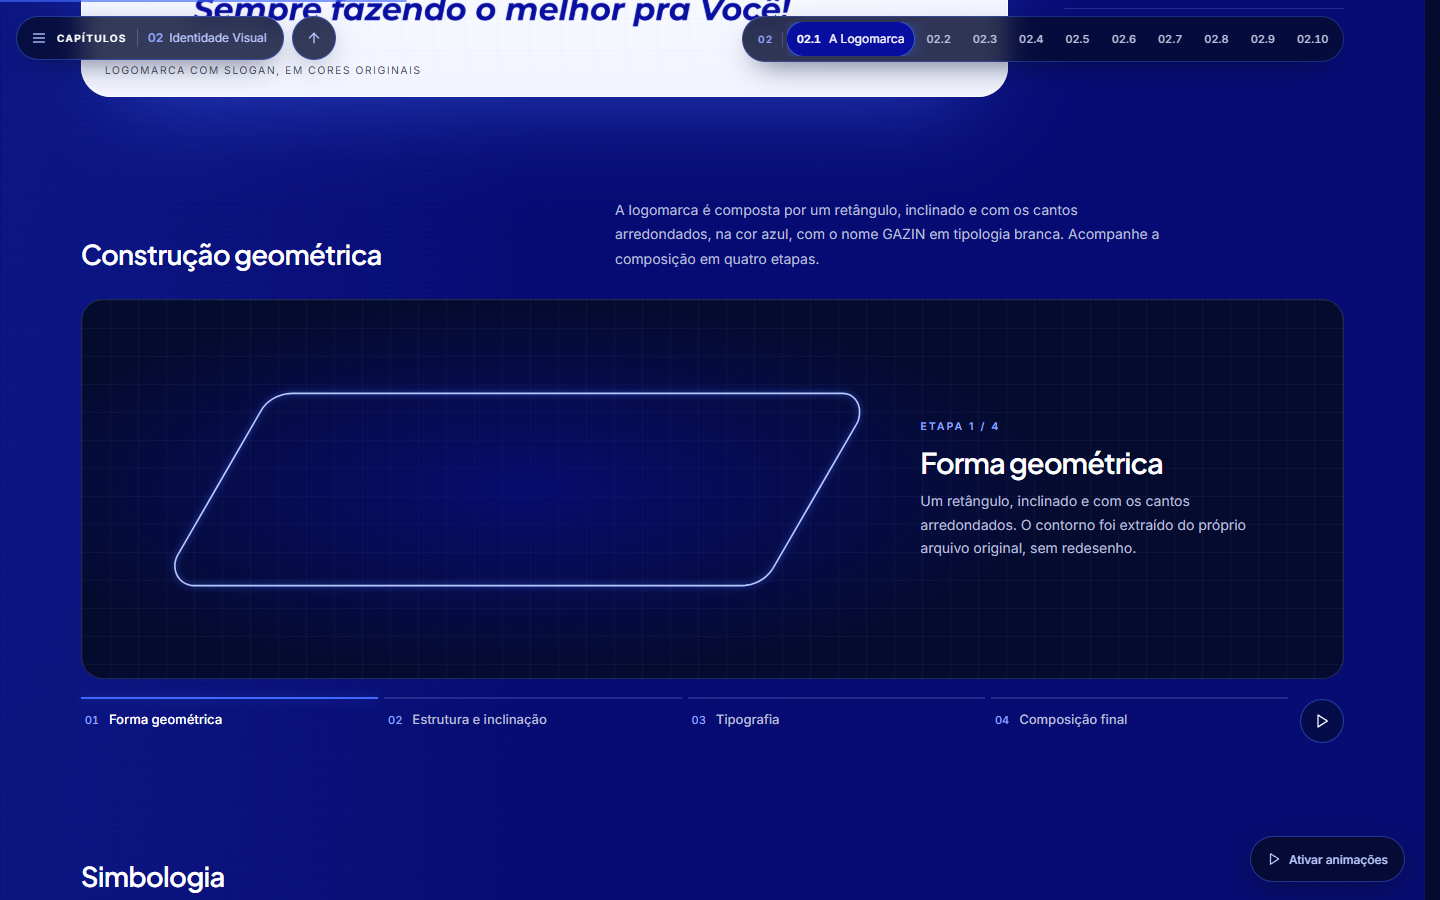 Sempre fazendo o melhor pra Você!
CAPÍTULOS
02 Identidade Visual
02
02.1 A Logomarca
02.2
02.3
02.4
02.5
02.6
02.7
02.8
02.9
02.10
LOGOMARCA COM SLOGAN, EM CORES ORIGINAIS
Construção geométrica
A logomarca é composta por um retângulo, inclinado e com os cantos
arredondados, na cor azul, com o nome GAZIN em tipologia branca. Acompanhe a
composição em quatro etapas.
ETAPA 1 / 4
Forma geométrica
Um retângulo, inclinado e com os cantos
arredondados. O contorno foi extraído do próprio
arquivo original, sem redesenho.
01 Forma geométrica
02 Estrutura e inclinação
03 Tipografia
04 Composição final
Simbologia
Ativar animações